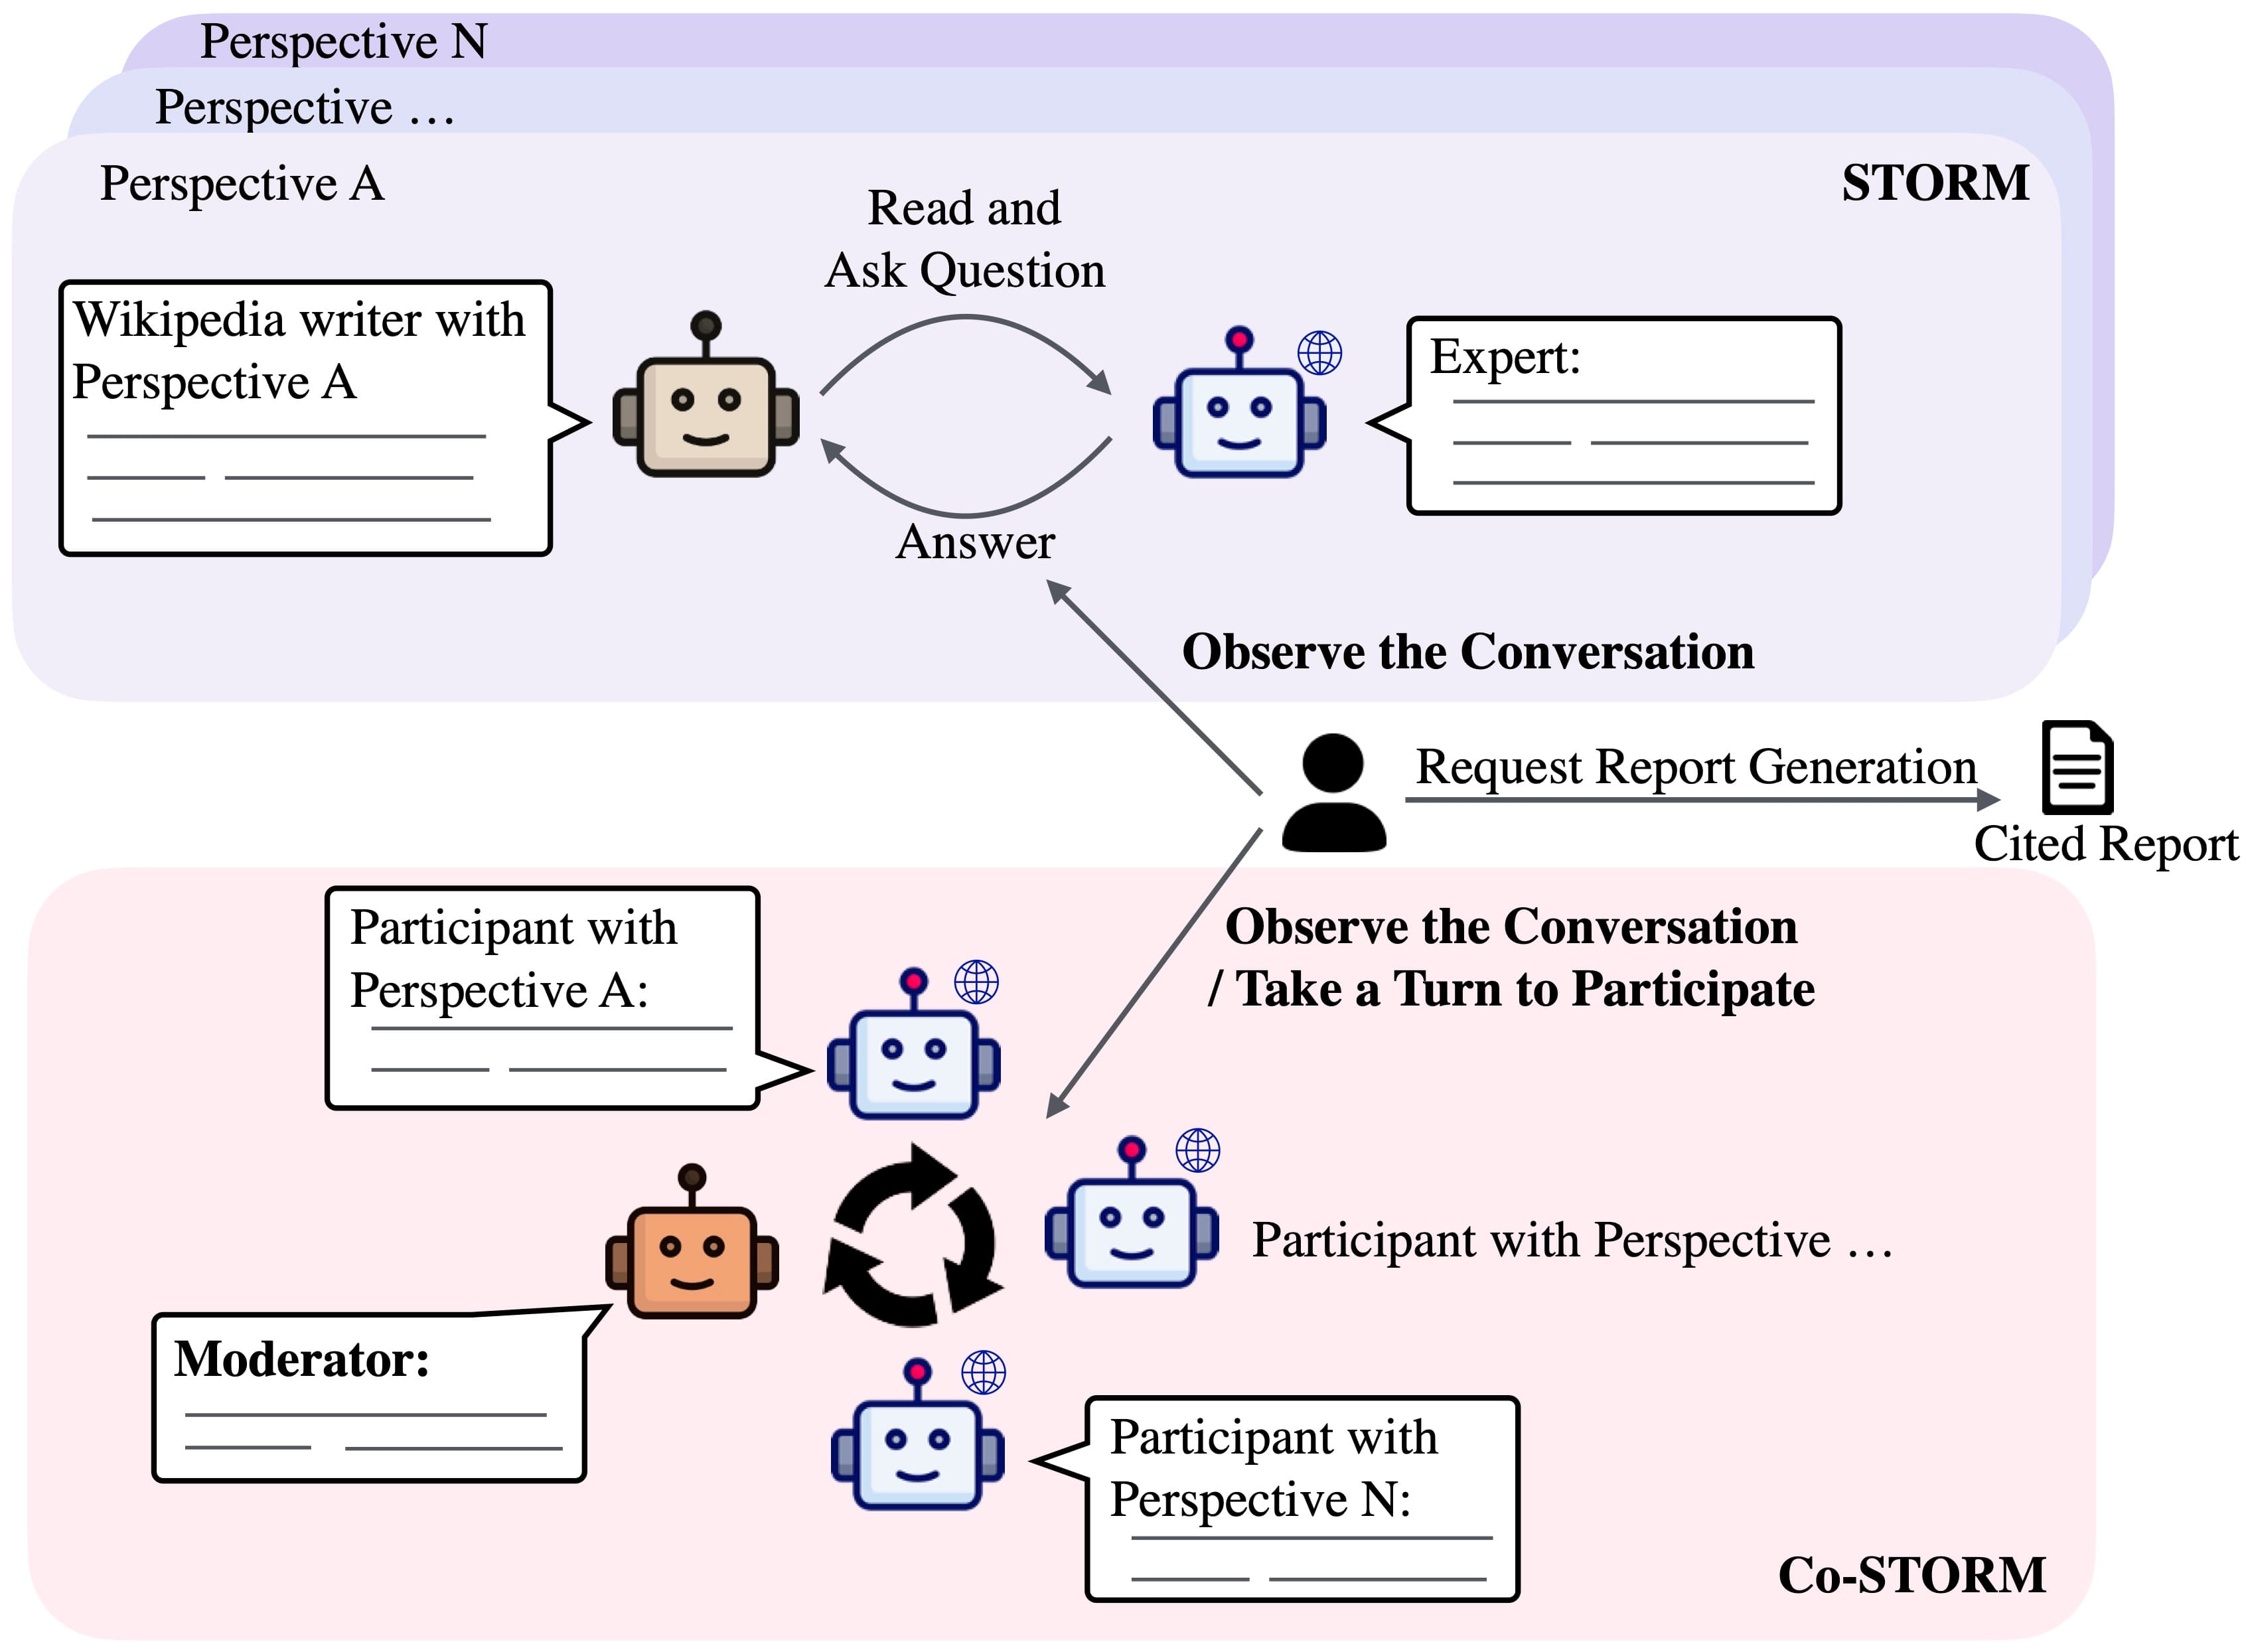 Perspective N
Perspective …
Perspective A
STORM
Read and
Ask Question
Wikipedia writer with
Perspective A
Expert:
Answer
Observe the Conversation
Request Report Generation
Cited Report
Observe the Conversation
/ Take a Turn to Participate
Participant with
Perspective A:
Participant with Perspective …
Moderator:
Participant with
Perspective N:
Co-STORM